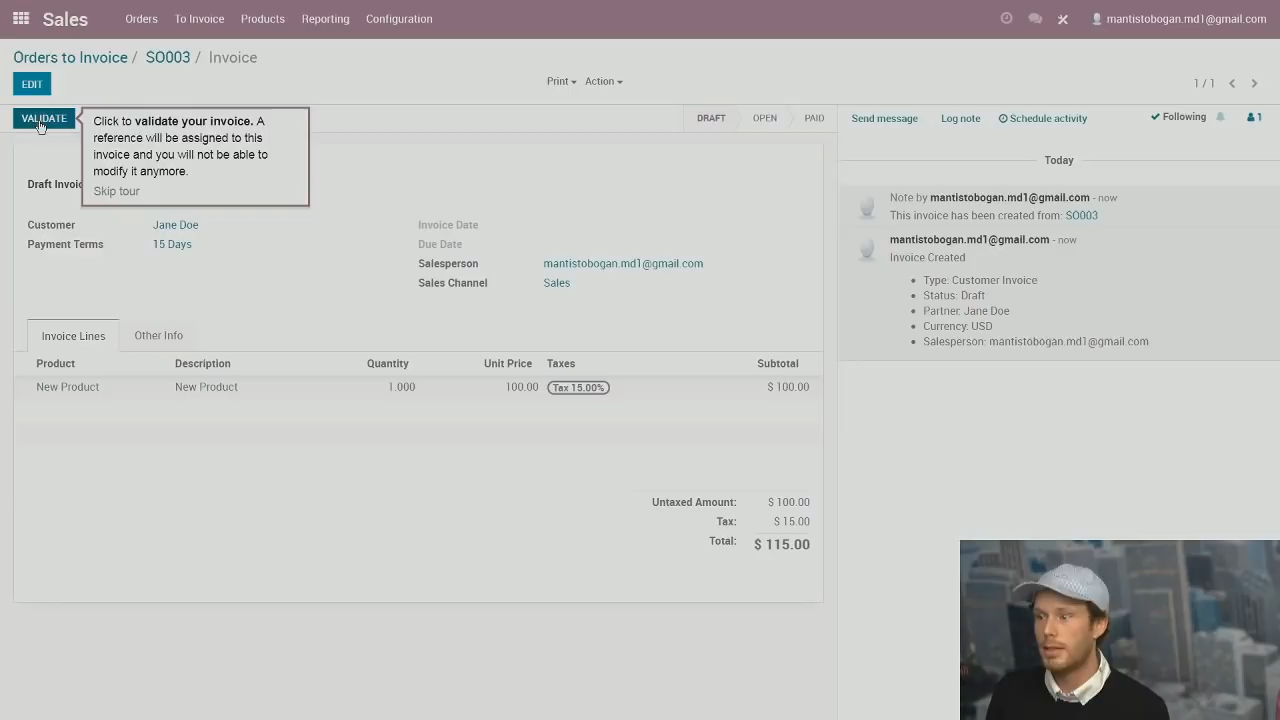 Sales Orders To Invoice Products Reporting Configuration mantistobogan.md1@gmail.com
Orders to Invoice / SO003 / Invoice
EDIT Print Action 1 / 1
VALIDATE
Click to validate your invoice. A
reference will be assigned to this
invoice and you will not be able to
modify it anymore.
Skip tour
DRAFT OPEN PAID
Send message Log note Schedule activity Following 1
Draft Invoic
Customer Jane Doe
Payment Terms 15 Days
Invoice Date
Due Date
Salesperson mantistobogan.md1@gmail.com
Sales Channel Sales
Invoice Lines Other Info
Product Description Quantity Unit Price Taxes Subtotal
New Product New Product 1.000 100.00 Tax 15.00% $ 100.00
Untaxed Amount: $ 100.00
Tax: $ 15.00
Total: $ 115.00
Today
Note by mantistobogan.md1@gmail.com - now
This invoice has been created from: SO003
mantistobogan.md1@gmail.com - now
Invoice Created
• Type: Customer Invoice
• Status: Draft
• Partner: Jane Doe
• Currency: USD
• Salesperson: mantistobogan.md1@gmail.com